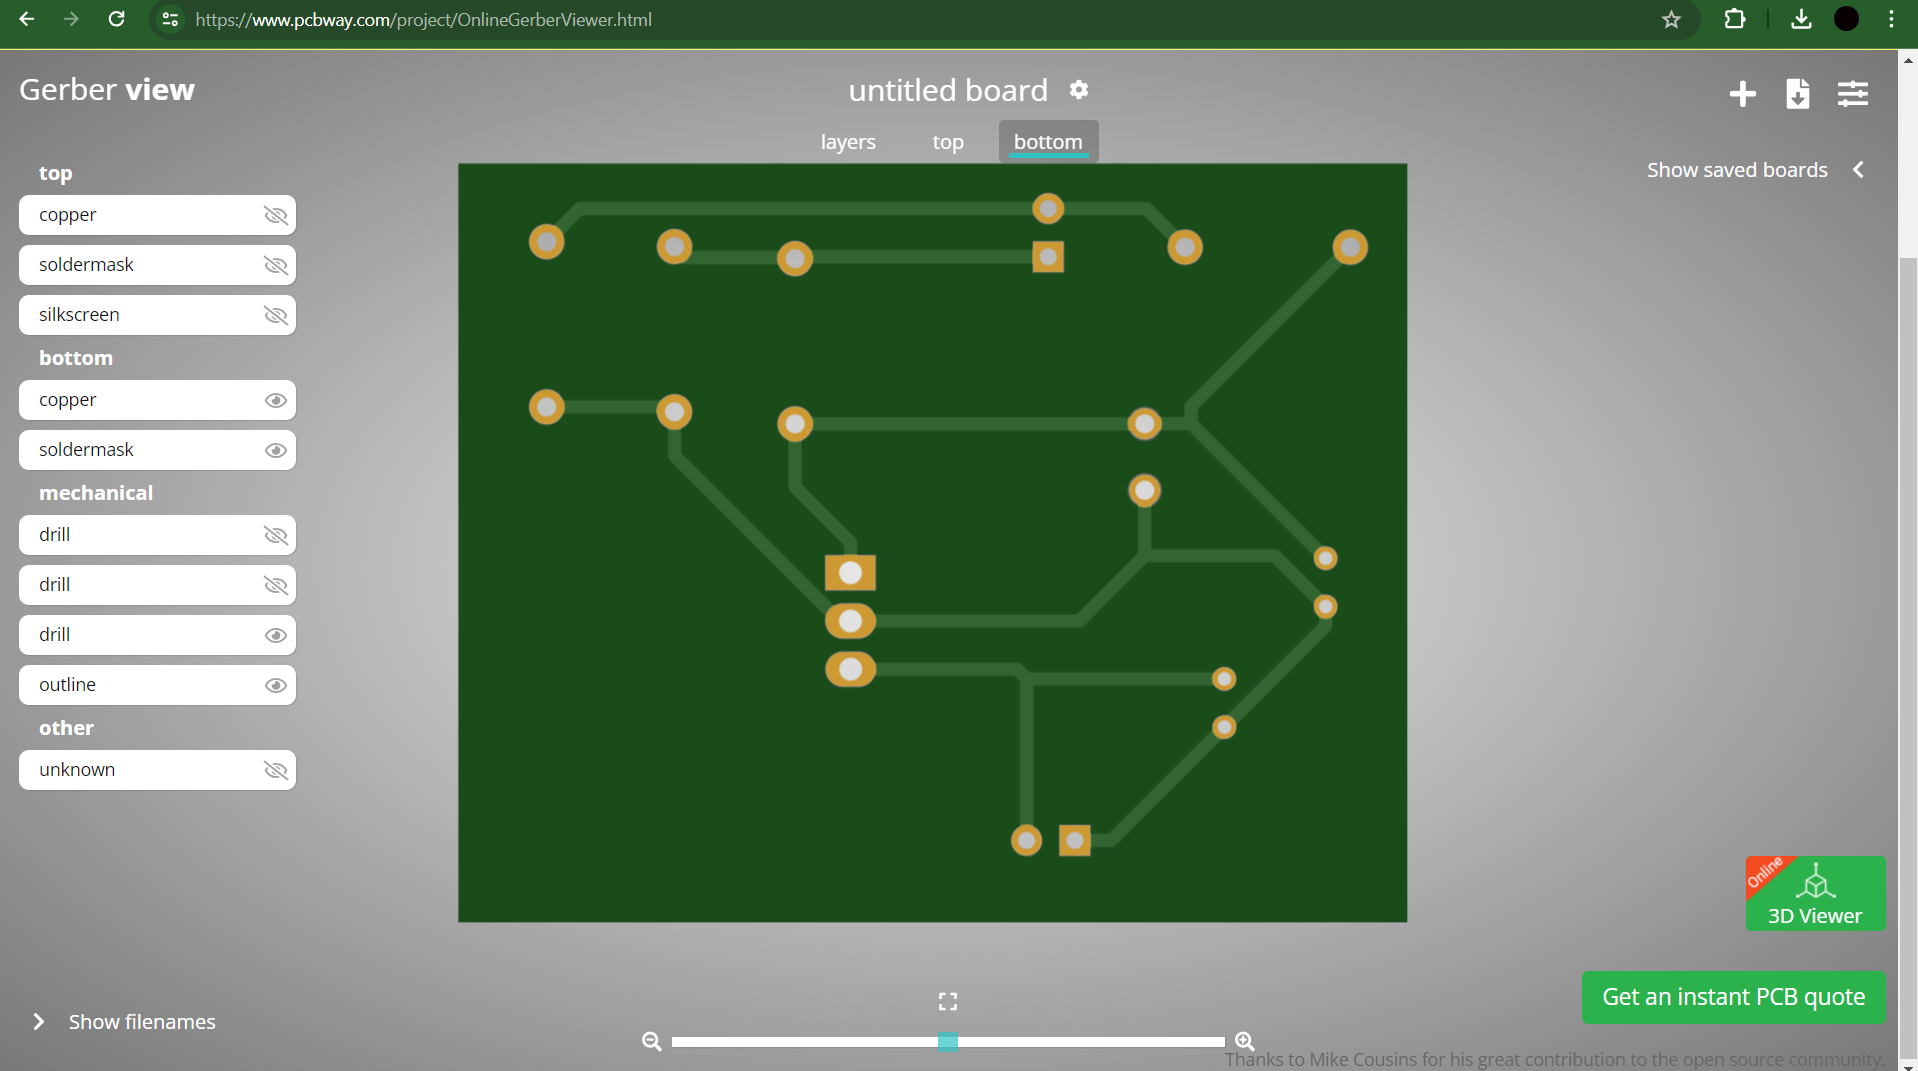 https://www.pcbway.com/project/OnlineGerberViewer.html
Gerber view
untitled board
layers top bottom
Show saved boards
top
copper
soldermask
silkscreen
bottom
copper
soldermask
mechanical
drill
drill
drill
outline
other
unknown
Online
3D Viewer
Get an instant PCB quote
Show filenames
Thanks to Mike Cousins for his great contribution to the open source community.